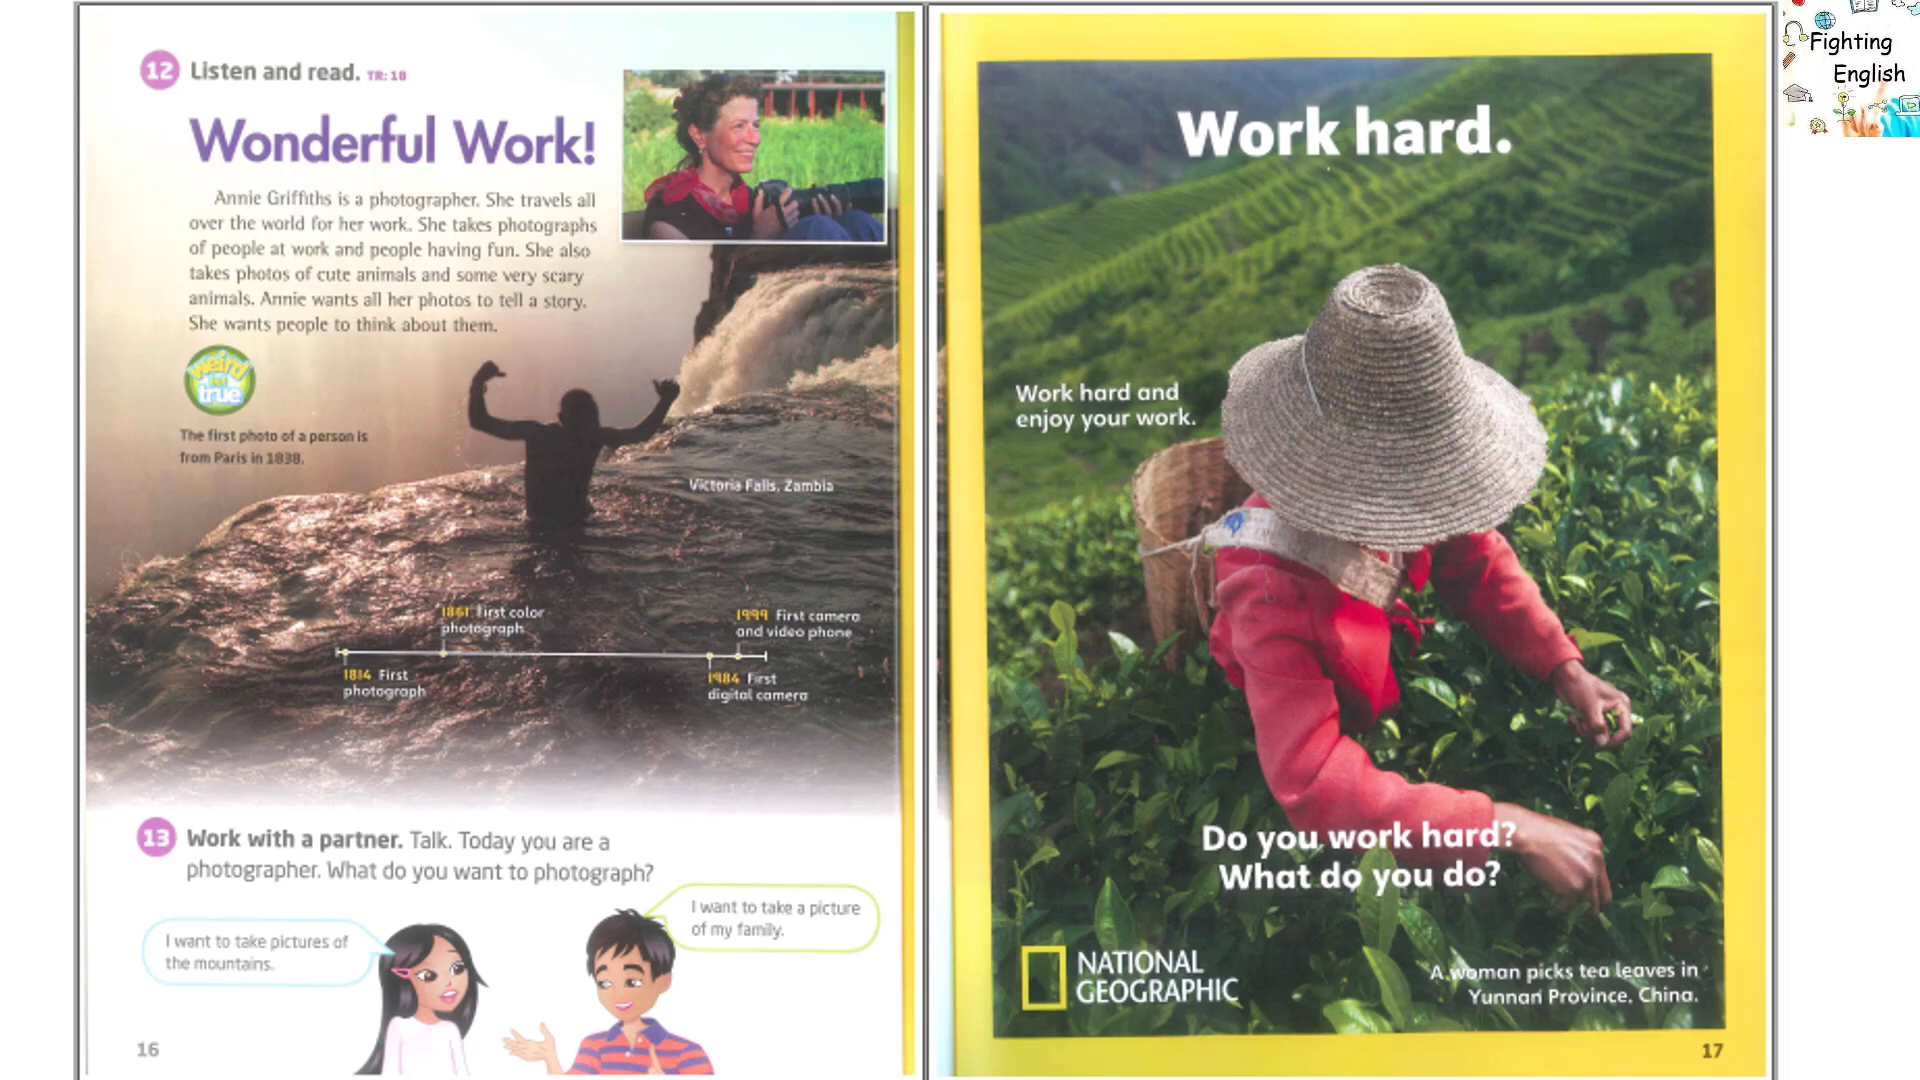 12 Listen and read. TR: 18
Wonderful Work!
Annie Griffiths is a photographer. She travels all
over the world for her work. She takes photographs
of people at work and people having fun. She also
takes photos of cute animals and some very scary
animals. Annie wants all her photos to tell a story.
She wants people to think about them.
weird
but
true
The first photo of a person is
from Paris in 1838.
Victoria Falls, Zambia
1861 First color
photograph
1999 First camera
and video phone
1814 First
photograph
1984 First
digital camera
13 Work with a partner. Talk. Today you are a
photographer. What do you want to photograph?
I want to take a picture
of my family.
I want to take pictures of
the mountains.
16
Work hard.
Work hard and
enjoy your work.
Do you work hard?
What do you do?
NATIONAL
GEOGRAPHIC
A woman picks tea leaves in
Yunnan Province, China.
17
Fighting
English